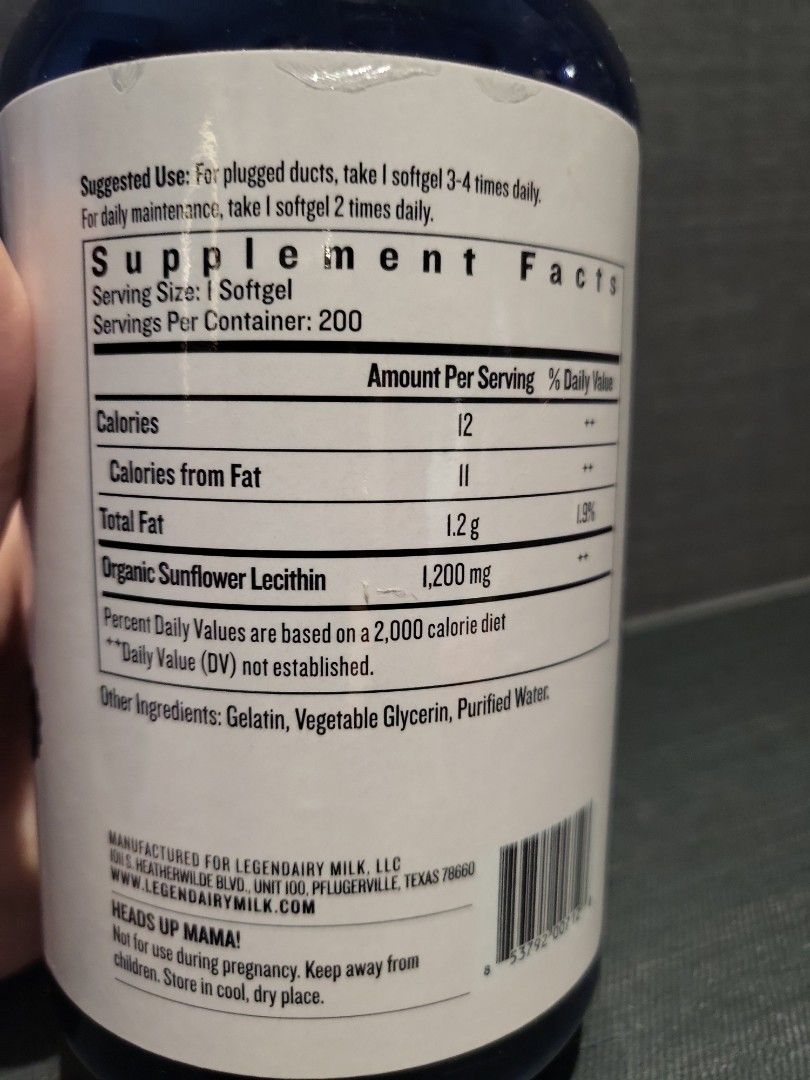 Suggested Use: For plugged ducts, take 1 softgel 3-4 times daily.
For daily maintenance, take 1 softgel 2 times daily.
Supplement Facts
Serving Size: 1 Softgel
Servings Per Container: 200
Amount Per Serving % Daily Value
Calories 12 ++
Calories from Fat 11 ++
Total Fat 1.2 g 1.9%
Organic Sunflower Lecithin 1,200 mg ++
Percent Daily Values are based on a 2,000 calorie diet
++Daily Value (DV) not established.
Other Ingredients: Gelatin, Vegetable Glycerin, Purified Water.
MANUFACTURED FOR LEGENDAIRY MILK, LLC
1011 S. HEATHERWILDE BLVD., UNIT 100, PFLUGERVILLE, TEXAS 78660
WWW.LEGENDAIRYMILK.COM
HEADS UP MAMA!
Not for use during pregnancy. Keep away from
children. Store in cool, dry place.